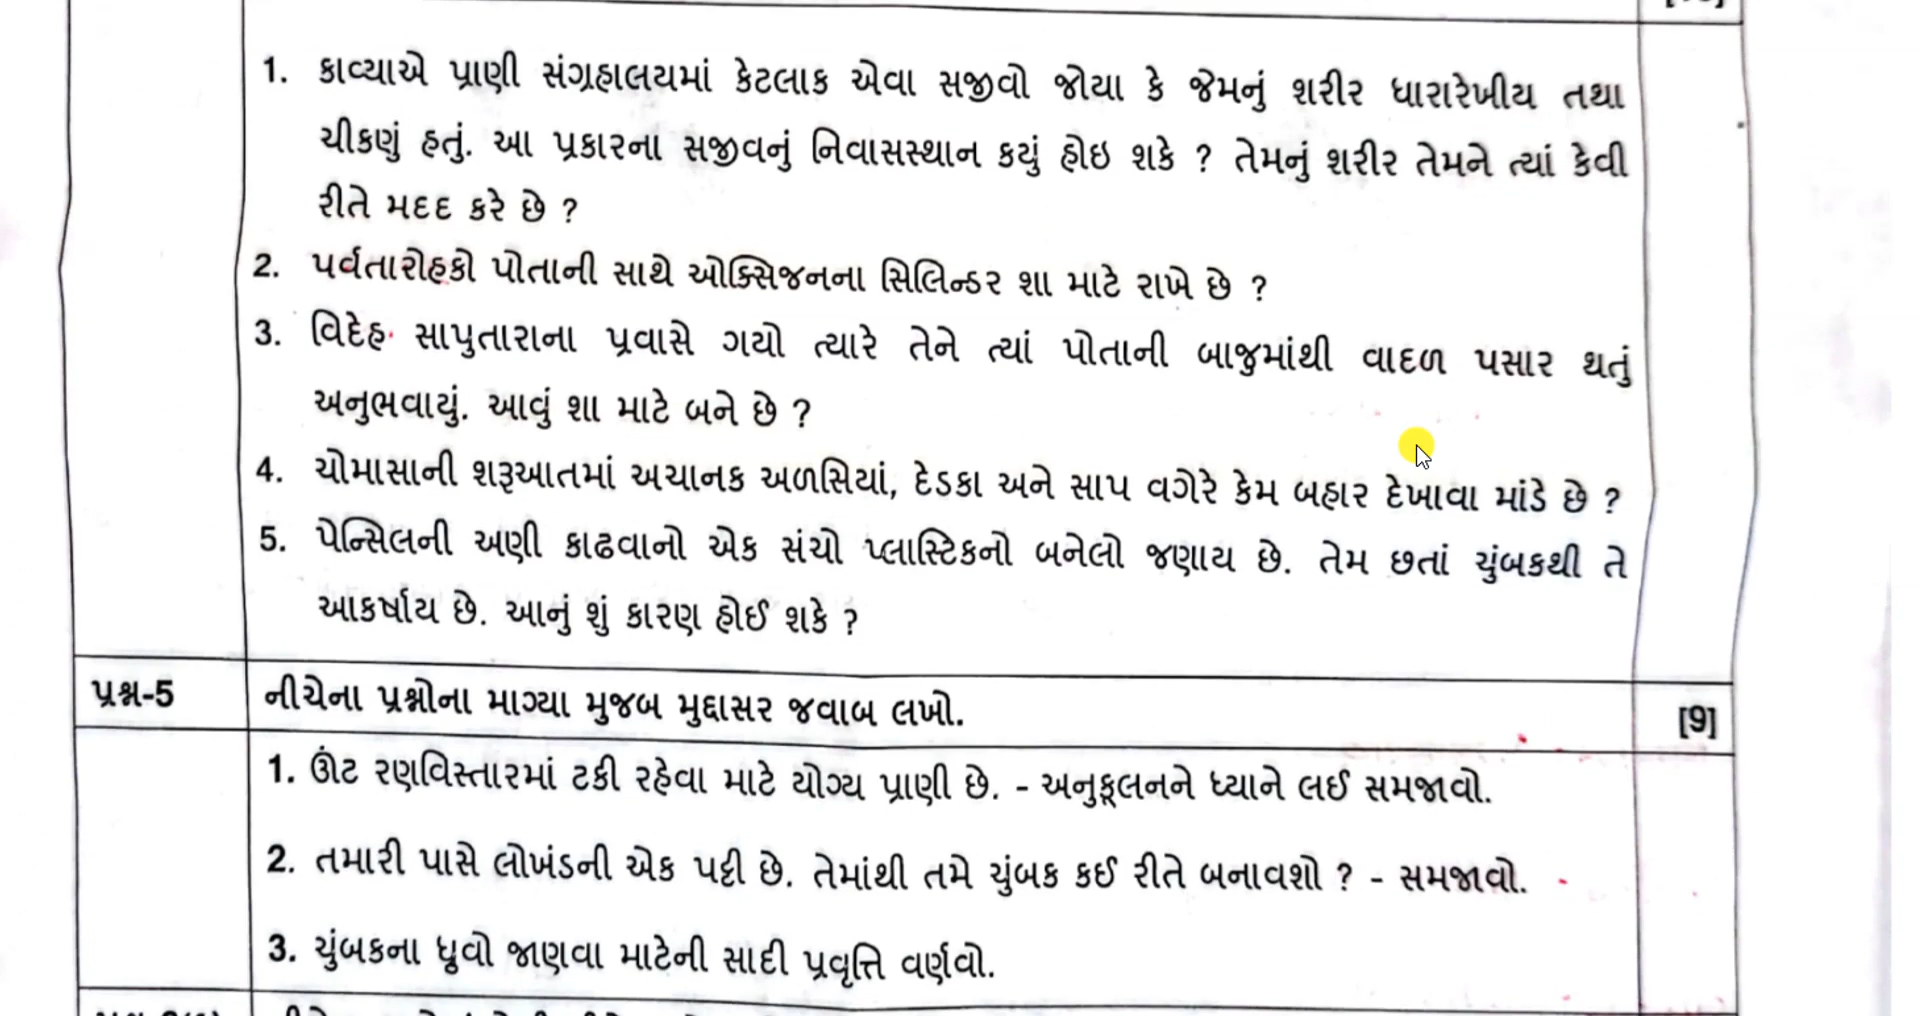 1. કાવ્યાએ પ્રાણી સંગ્રહાલયમાં કેટલાક એવા સજીવો જોયા કે જેમનું શરીર ધારારેખીય તથા
ચીકણું હતું. આ પ્રકારના સજીવનું નિવાસસ્થાન કયું હોઇ શકે ? તેમનું શરીર તેમને ત્યાં કેવી
રીતે મદદ કરે છે ?
2. પર્વતારોહકો પોતાની સાથે ઓક્સિજનના સિલિન્ડર શા માટે રાખે છે ?
3. વિદેહ સાપુતારાના પ્રવાસે ગયો ત્યારે તેને ત્યાં પોતાની બાજુમાંથી વાદળ પસાર થતું
અનુભવાયું. આવું શા માટે બને છે ?
4. ચોમાસાની શરૂઆતમાં અચાનક અળસિયાં, દેડકા અને સાપ વગેરે કેમ બહાર દેખાવા માંડે છે ?
5. પેન્સિલની અણી કાઢવાનો એક સંચો પ્લાસ્ટિકનો બનેલો જણાય છે. તેમ છતાં ચુંબકથી તે
આકર્ષાય છે. આનું શું કારણ હોઈ શકે ?
પ્રશ્ન-5 નીચેના પ્રશ્નોના માગ્યા મુજબ મુદ્દાસર જવાબ લખો. [9]
1. ઊંટ રણવિસ્તારમાં ટકી રહેવા માટે યોગ્ય પ્રાણી છે. - અનુકૂલનને ધ્યાને લઈ સમજાવો.
2. તમારી પાસે લોખંડની એક પટ્ટી છે. તેમાંથી તમે ચુંબક કઈ રીતે બનાવશો ? - સમજાવો.
3. ચુંબકના ધ્રુવો જાણવા માટેની સાદી પ્રવૃત્તિ વર્ણવો.